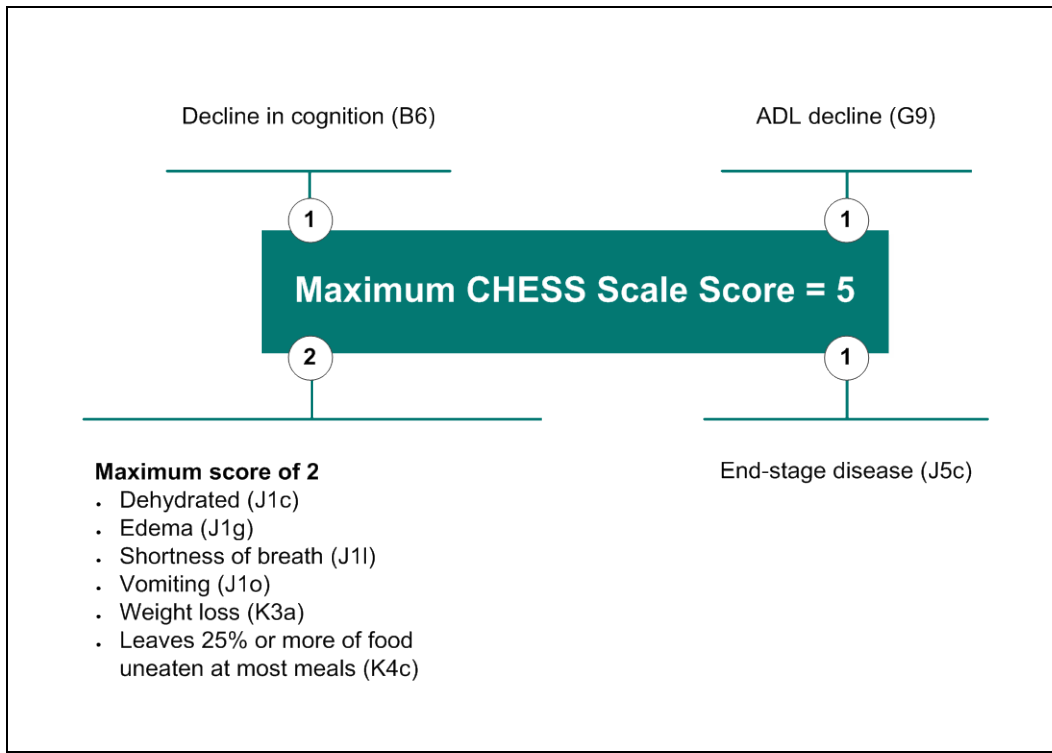 Decline in cognition (B6)
ADL decline (G9)
1
1
Maximum CHESS Scale Score = 5
2
1
Maximum score of 2
• Dehydrated (J1c)
• Edema (J1g)
• Shortness of breath (J1l)
• Vomiting (J1o)
• Weight loss (K3a)
• Leaves 25% or more of food
uneaten at most meals (K4c)
End-stage disease (J5c)